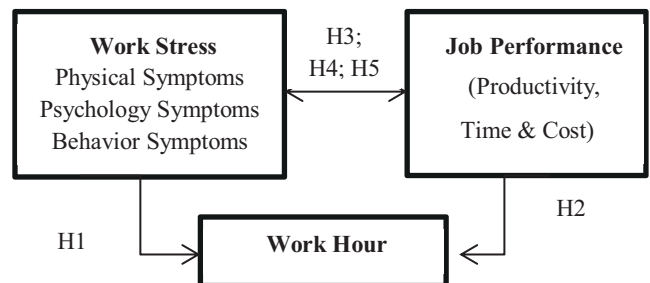 Work Stress
Physical Symptoms
Psychology Symptoms
Behavior Symptoms
H3;
H4; H5
Job Performance
(Productivity,
Time & Cost)
H1
Work Hour
H2